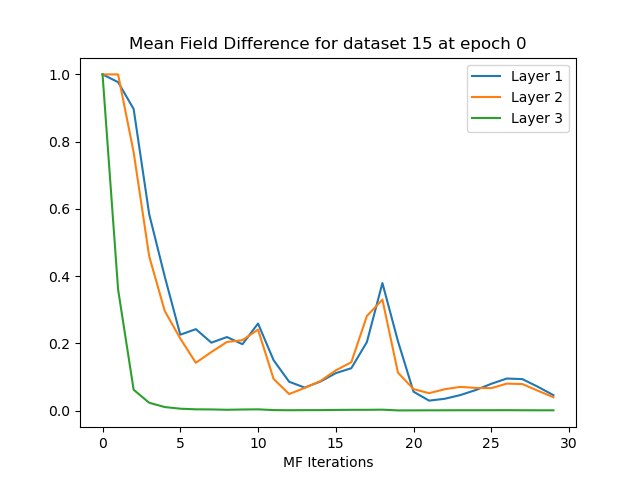 Mean Field Difference for dataset 15 at epoch 0
Layer 1
Layer 2
Layer 3
1.0
0.8
0.6
0.4
0.2
0.0
0 5 10 15 20 25 30
MF Iterations